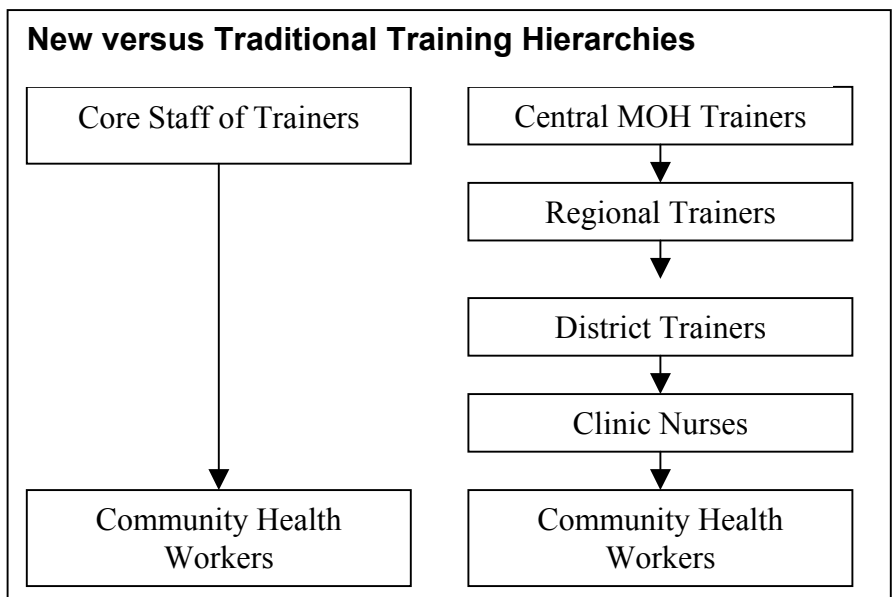 New versus Traditional Training Hierarchies
Core Staff of Trainers
Community Health
Workers
Central MOH Trainers
Regional Trainers
District Trainers
Clinic Nurses
Community Health
Workers